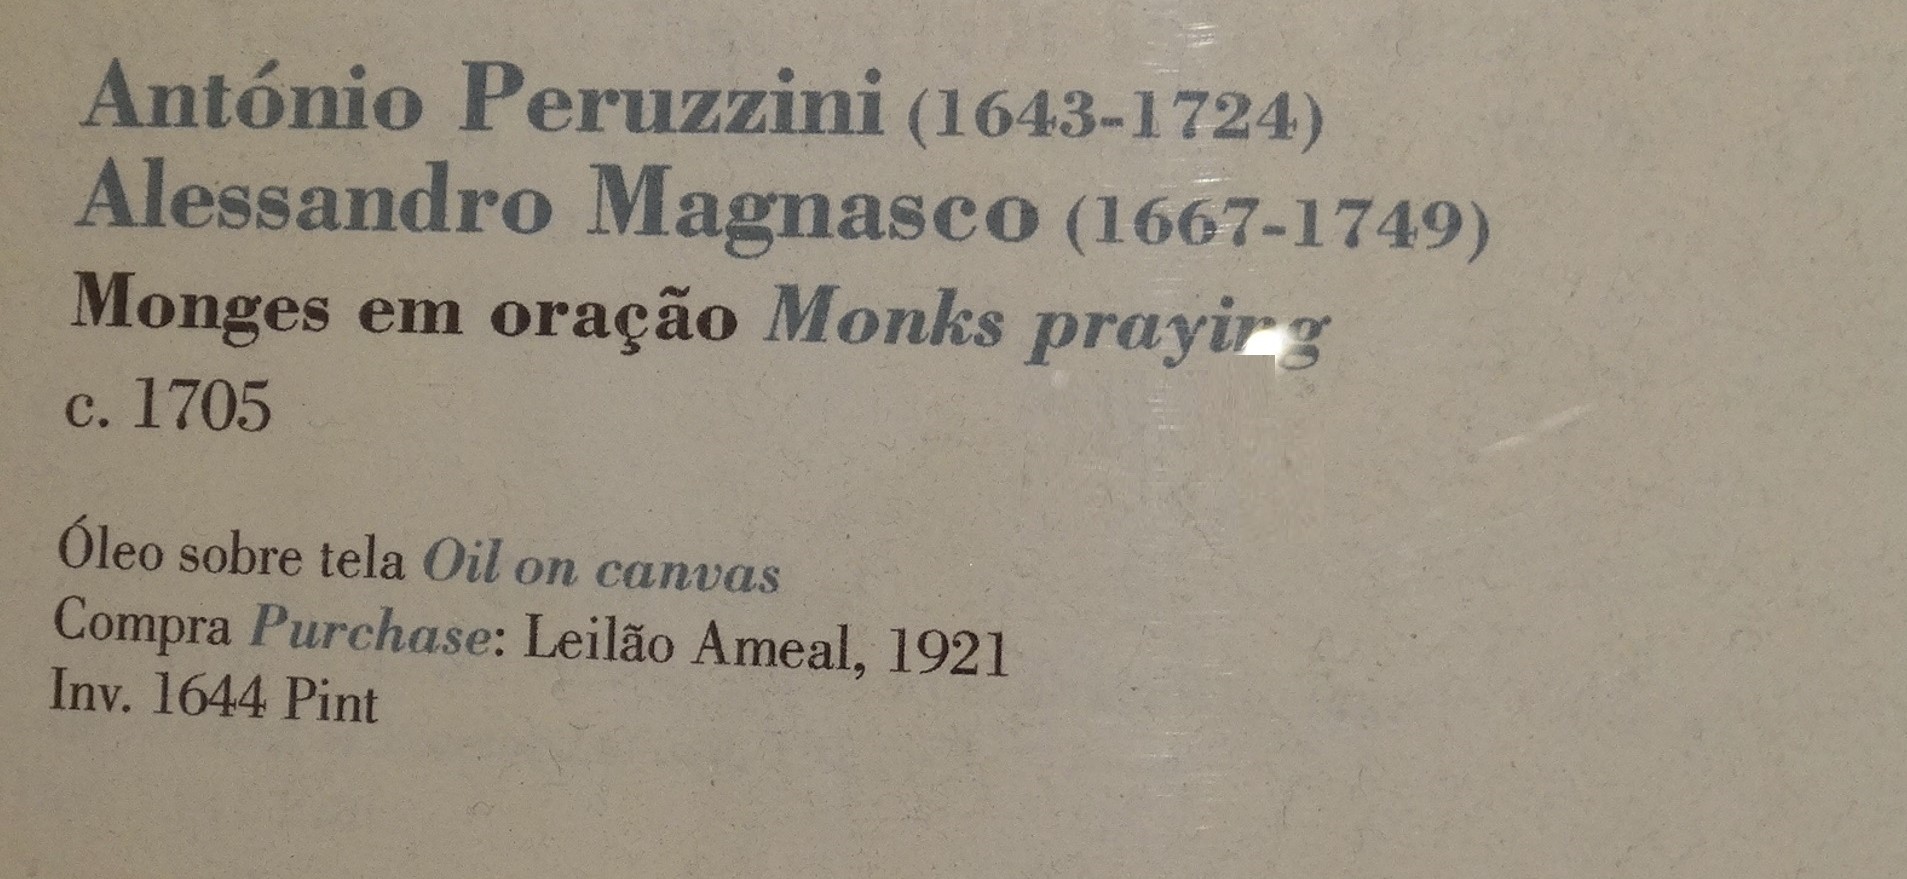 António Peruzzini (1643-1724)
Alessandro Magnasco (1667-1749)
Monges em oração Monks praying
c. 1705
Óleo sobre tela Oil on canvas
Compra Purchase: Leilão Ameal, 1921
Inv. 1644 Pint